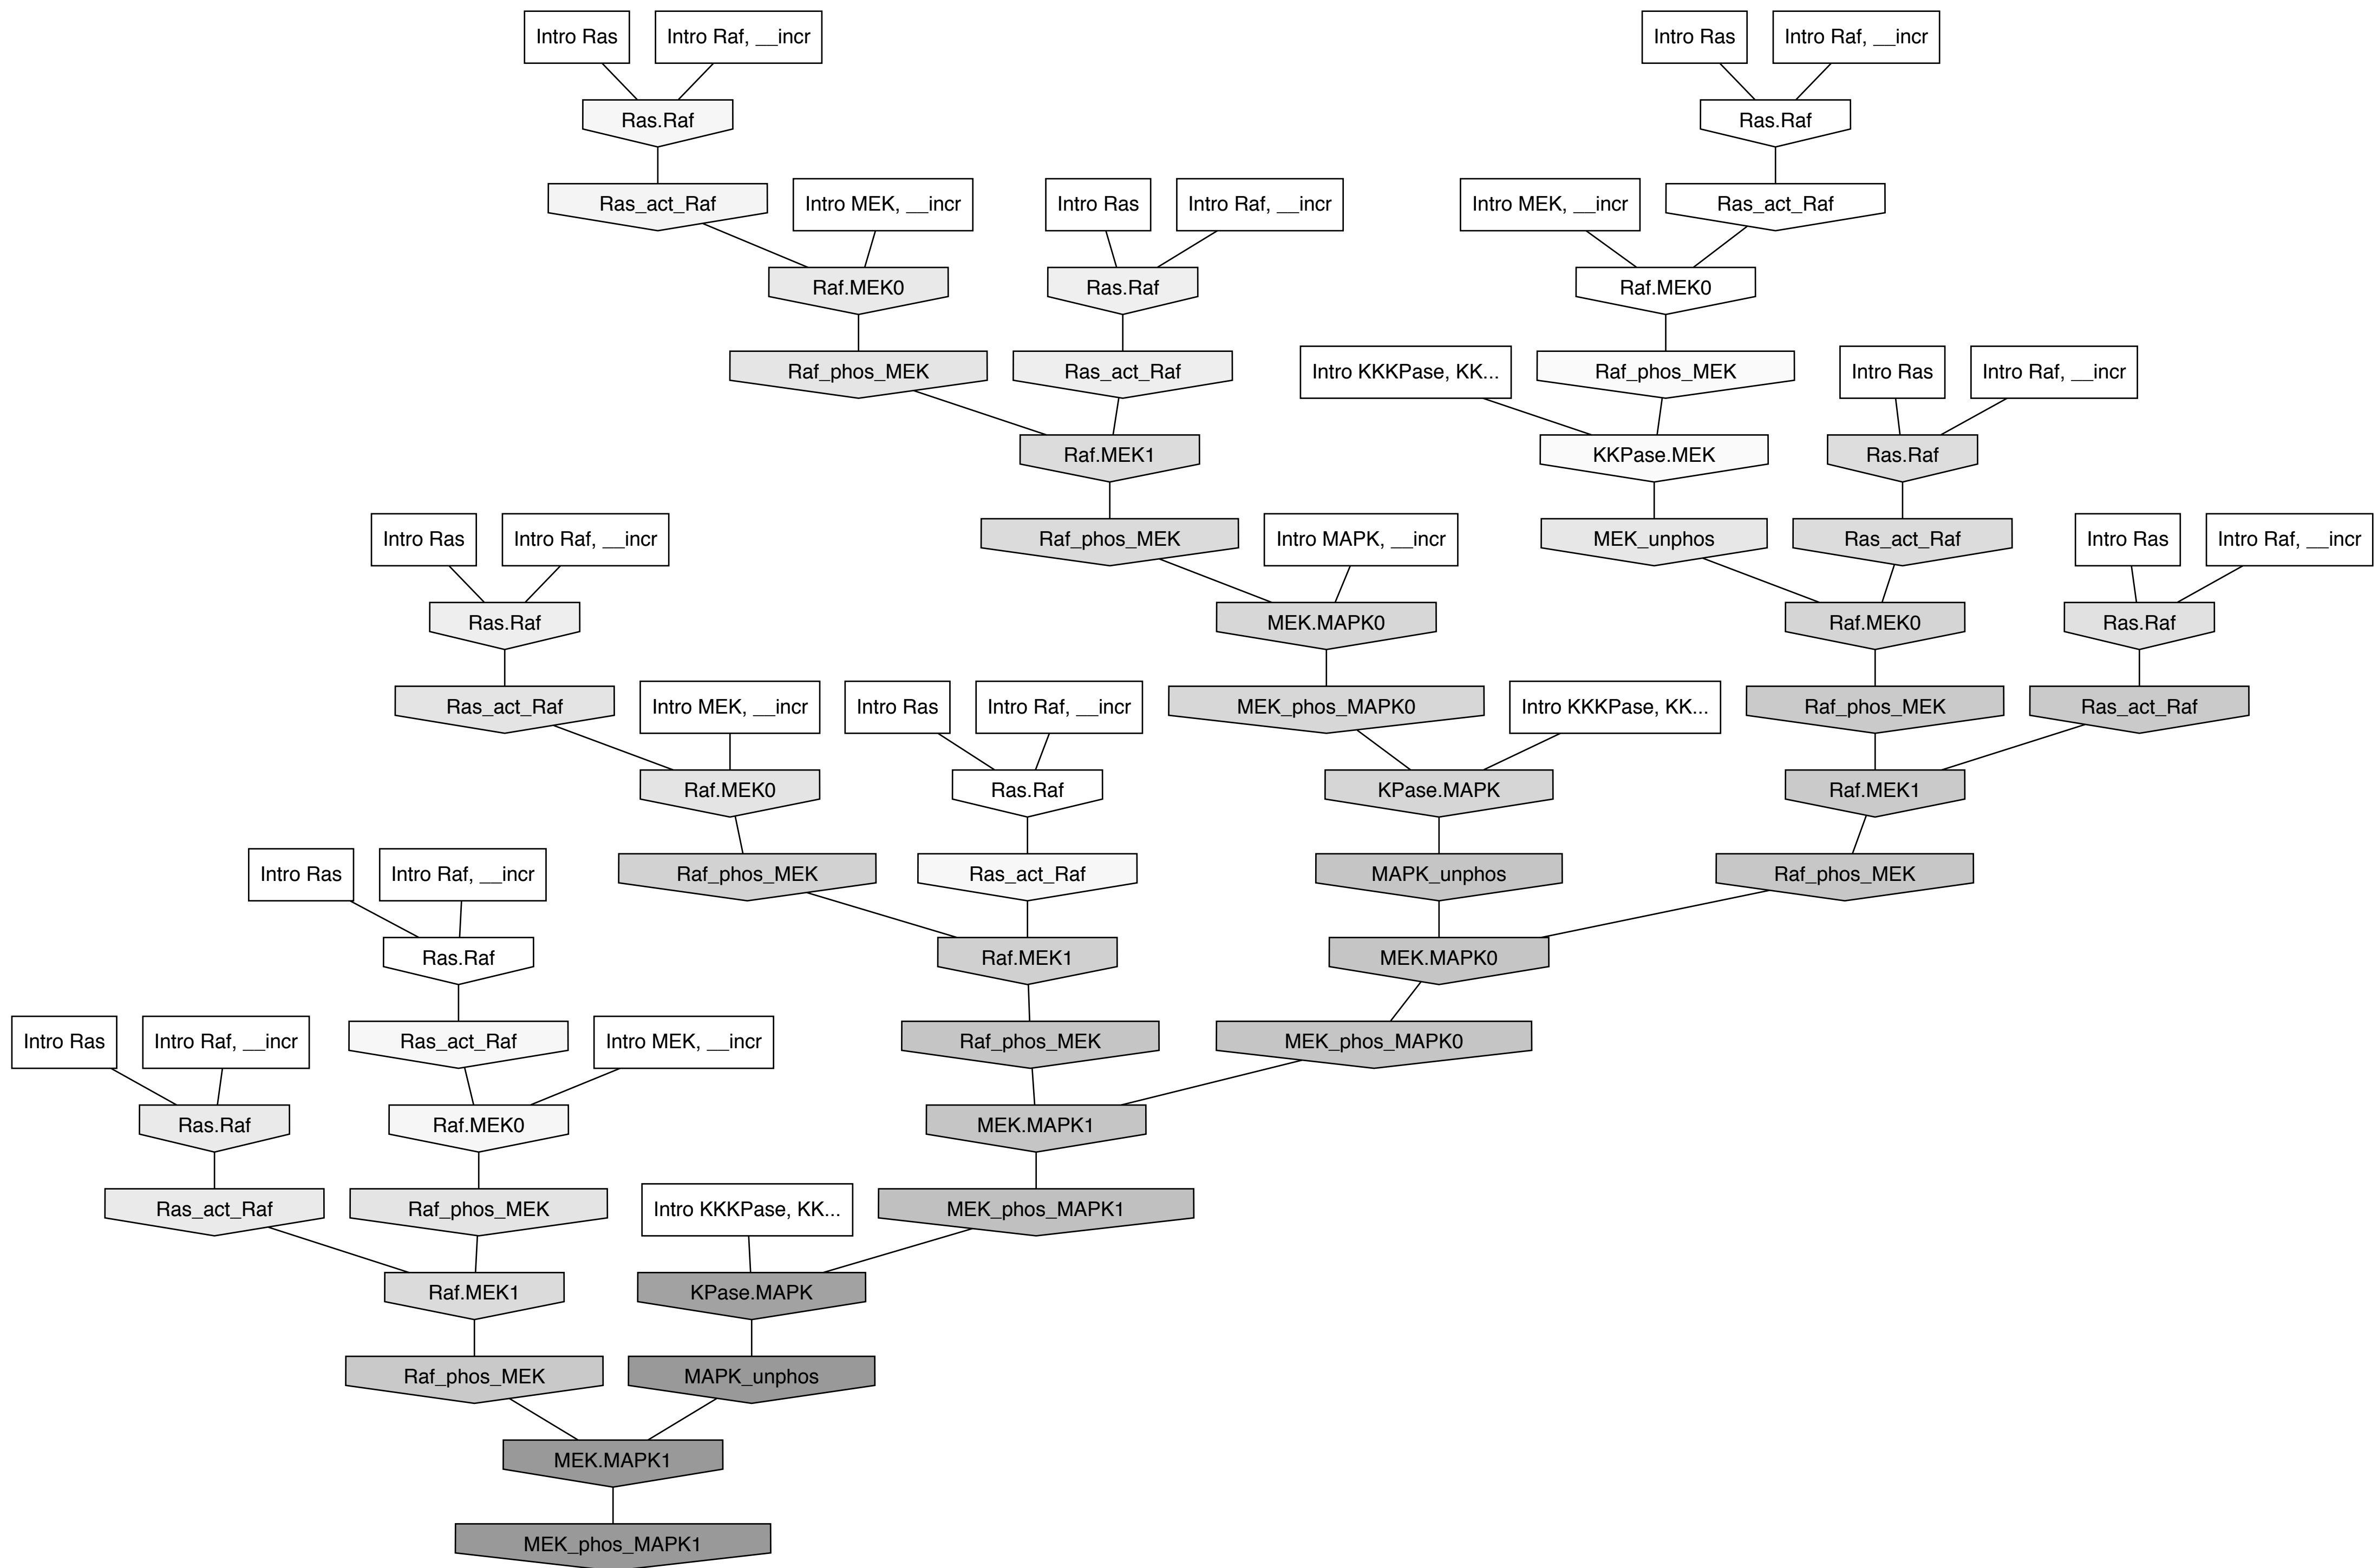 Intro Ras
Intro Raf, __incr
Intro Ras
Intro Raf, __incr
Ras.Raf
Ras.Raf
Ras_act_Raf
Intro MEK, __incr
Intro Ras
Intro Raf, __incr
Intro MEK, __incr
Ras_act_Raf
Raf.MEK0
Ras.Raf
Raf.MEK0
Raf_phos_MEK
Ras_act_Raf
Intro KKKPase, KK...
Raf_phos_MEK
Intro Ras
Intro Raf, __incr
Raf.MEK1
KKPase.MEK
Ras.Raf
Intro Ras
Intro Raf, __incr
Raf_phos_MEK
Intro MAPK, __incr
MEK_unphos
Ras_act_Raf
Intro Ras
Intro Raf, __incr
Ras.Raf
MEK.MAPK0
Raf.MEK0
Ras.Raf
Ras_act_Raf
Intro MEK, __incr
Intro Ras
Intro Raf, __incr
MEK_phos_MAPK0
Intro KKKPase, KK...
Raf_phos_MEK
Ras_act_Raf
Raf.MEK0
Ras.Raf
KPase.MAPK
Raf.MEK1
Intro Ras
Intro Raf, __incr
Raf_phos_MEK
Ras_act_Raf
MAPK_unphos
Raf_phos_MEK
Ras.Raf
Raf.MEK1
MEK.MAPK0
Intro Ras
Intro Raf, __incr
Ras_act_Raf
Intro MEK, __incr
Raf_phos_MEK
MEK_phos_MAPK0
Ras.Raf
Raf.MEK0
MEK.MAPK1
Ras_act_Raf
Raf_phos_MEK
Intro KKKPase, KK...
MEK_phos_MAPK1
Raf.MEK1
KPase.MAPK
Raf_phos_MEK
MAPK_unphos
MEK.MAPK1
MEK_phos_MAPK1